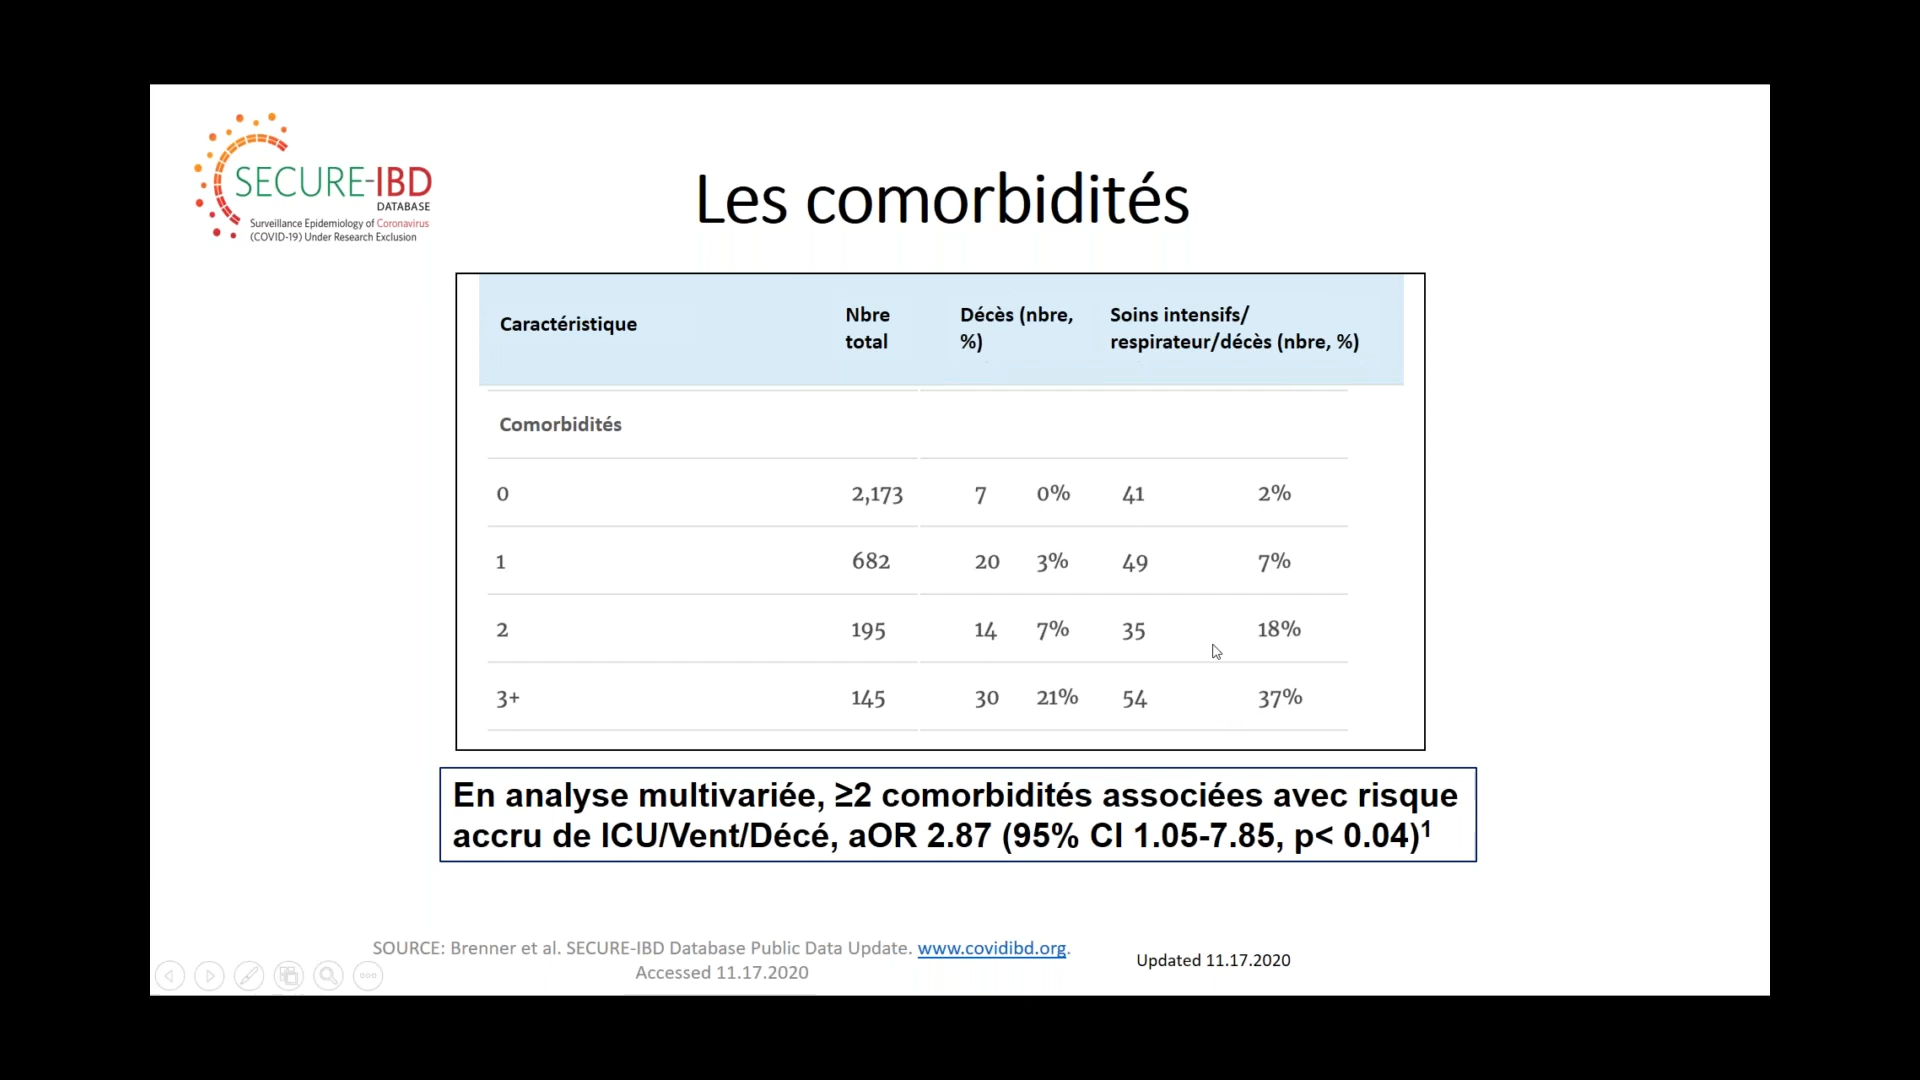 SECURE-IBD
DATABASE
Surveillance Epidemiology of Coronavirus
(COVID-19) Under Research Exclusion
Les comorbidités
Caractéristique Nbre total Décès (nbre, %) Soins intensifs/ respirateur/décès (nbre, %)
Comorbidités
0 2,173 7 0% 41 2%
1 682 20 3% 49 7%
2 195 14 7% 35 18%
3+ 145 30 21% 54 37%
En analyse multivariée, ≥2 comorbidités associées avec risque
accru de ICU/Vent/Décé, aOR 2.87 (95% CI 1.05-7.85, p< 0.04)¹
SOURCE: Brenner et al. SECURE-IBD Database Public Data Update. www.covidibd.org.
Accessed 11.17.2020
Updated 11.17.2020